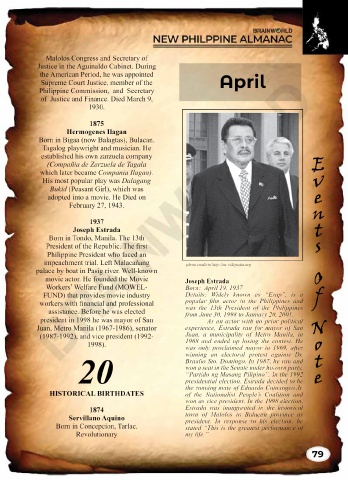 BRAINWORLD
NEW PHILPPINE ALMANAC
Malolos Congress and Secretary of
Justice in the Aguinaldo Cabinet. During
the American Period, he was appointed
Supreme Court Justice, member of the
Philippine Commission, and Secretary
of Justice and Finance. Died March 9,
1930.
1875
Hermogenes Ilagan
Born in Bigaa (now Balagtas), Bulacan.
Tagalog playwright and musician. He
established his own zarzuela company
(Compañia de Zarzuela de Tagala
which later became Compania Ilagan).
His most popular play was Dalagang
Bukid (Peasant Girl), which was
adopted into a movie. He Died on
February 27, 1943.
1937
Joseph Estrada
Born in Tondo, Manila. The 13th
President of the Republic. The first
Philippine President who faced an
impeachment trial. Left Malacañang
palace by boat in Pasig river. Well-known
movie actor. He founded the Movie
Workers' Welfare Fund (MOWEL-
FUND) that provides movie industry
workers with financial and professional
assistance. Before he was elected
president in 1998 he was mayor of San
Juan, Metro Manila (1967-1986), senator
(1987-1992), and vice president (1992-
1998).
20
HISTORICAL BIRTHDATES
1874
Servillano Aquino
Born in Concepcion, Tarlac.
Revolutionary
April
Joseph Estrada
Born: April 19, 1937
Details: Widely known as "Erap", is a
popular film actor in the Philippines and
was the 13th President of the Philippines
from June 30, 1998 to January 20, 2001.
As an actor with no prior political
experience, Estrada ran for mayor of San
Juan, a municipality of Metro Manila, in
1968 and ended up losing the contest. He
was only proclaimed mayor in 1969, after
winning an electoral protest against Dr.
Braulio Sto. Domingo. In 1987, he ran and
won a seat in the Senate under his own party,
"Partido ng Masang Pilipino". In the 1992
presidential election, Estrada decided to be
the running mate of Eduardo Cojuangco, Jr.
of the Nationalist People's Coalition and
won as vice president. In the 1998 election,
Estrada was inaugurated in the historical
town of Malolos in Bulacan province as
president. In response to his election, he
stated "This is the greatest performance of
my life."
Events Of Note
79